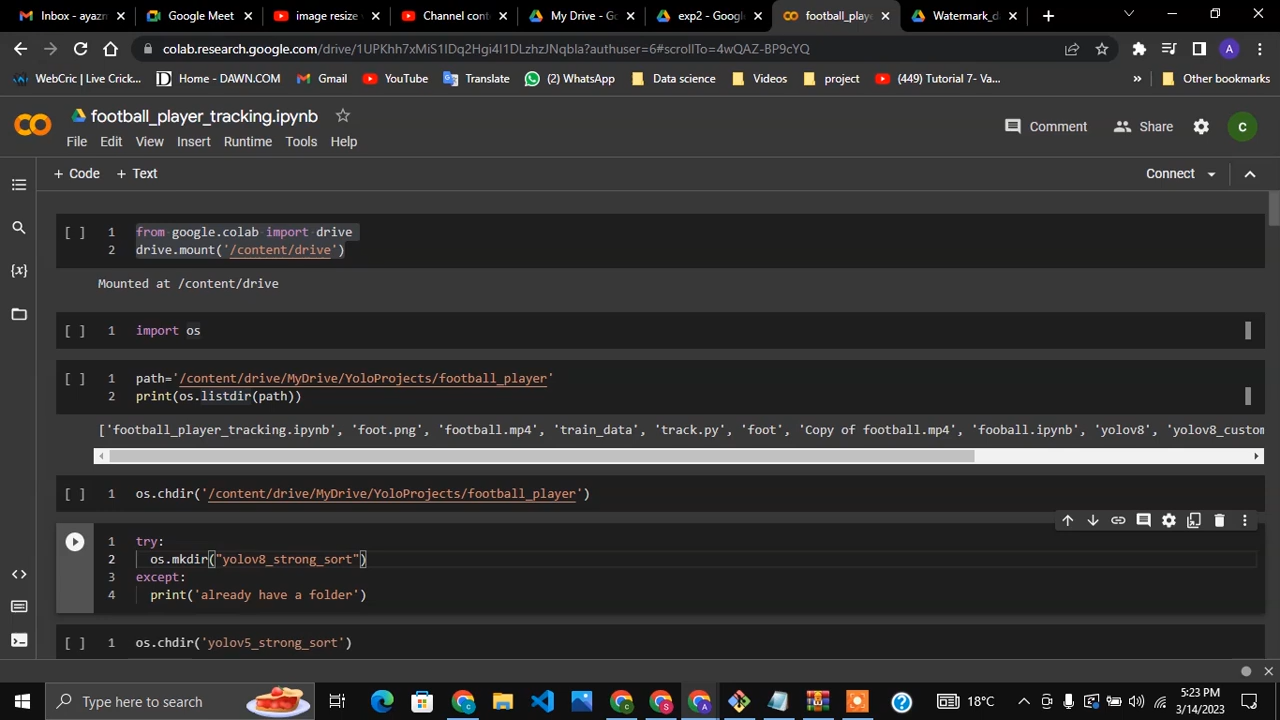 Inbox - ayazm
Google Meet
image resize
Channel cont
My Drive - Go
exp2 - Google
football_playe
Watermark_d
colab.research.google.com/drive/1UPKhh7xMiS1lDq2Hgi4I1DLzhzJNqbla?authuser=6#scrollTo=4wQAZ-BP9cYQ
A
WebCric | Live Crick...
Home - DAWN.COM
Gmail
YouTube
Translate
(2) WhatsApp
Data science
Videos
project
(449) Tutorial 7- Va...
»
Other bookmarks
football_player_tracking.ipynb
File Edit View Insert Runtime Tools Help
Comment
Share
C
+ Code + Text
Connect
[ ] 1 from google.colab import drive
2 drive.mount('/content/drive')
Mounted at /content/drive
[ ] 1 import os
{x}
[ ] 1 path='/content/drive/MyDrive/YoloProjects/football_player'
2 print(os.listdir(path))
['football_player_tracking.ipynb', 'foot.png', 'football.mp4', 'train_data', 'track.py', 'foot', 'Copy of football.mp4', 'fooball.ipynb', 'yolov8', 'yolov8_custom
[ ] 1 os.chdir('/content/drive/MyDrive/YoloProjects/football_player')
1 try:
2 os.mkdir("yolov8_strong_sort")
3 except:
4 print('already have a folder')
[ ] 1 os.chdir('yolov5_strong_sort')
Type here to search
18°C
5:23 PM
3/14/2023